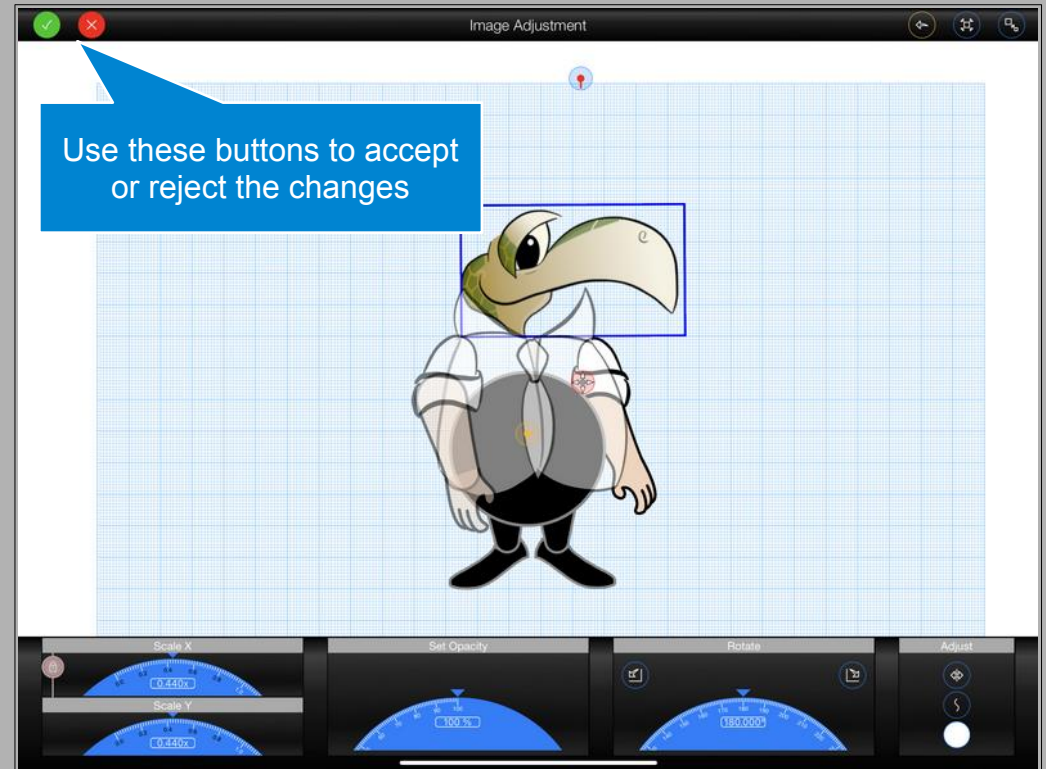 Image Adjustment
Use these buttons to accept
or reject the changes
Scale X
0.440x
Scale Y
0.440x
Set Opacity
100 %
Rotate
180.000°
Adjust